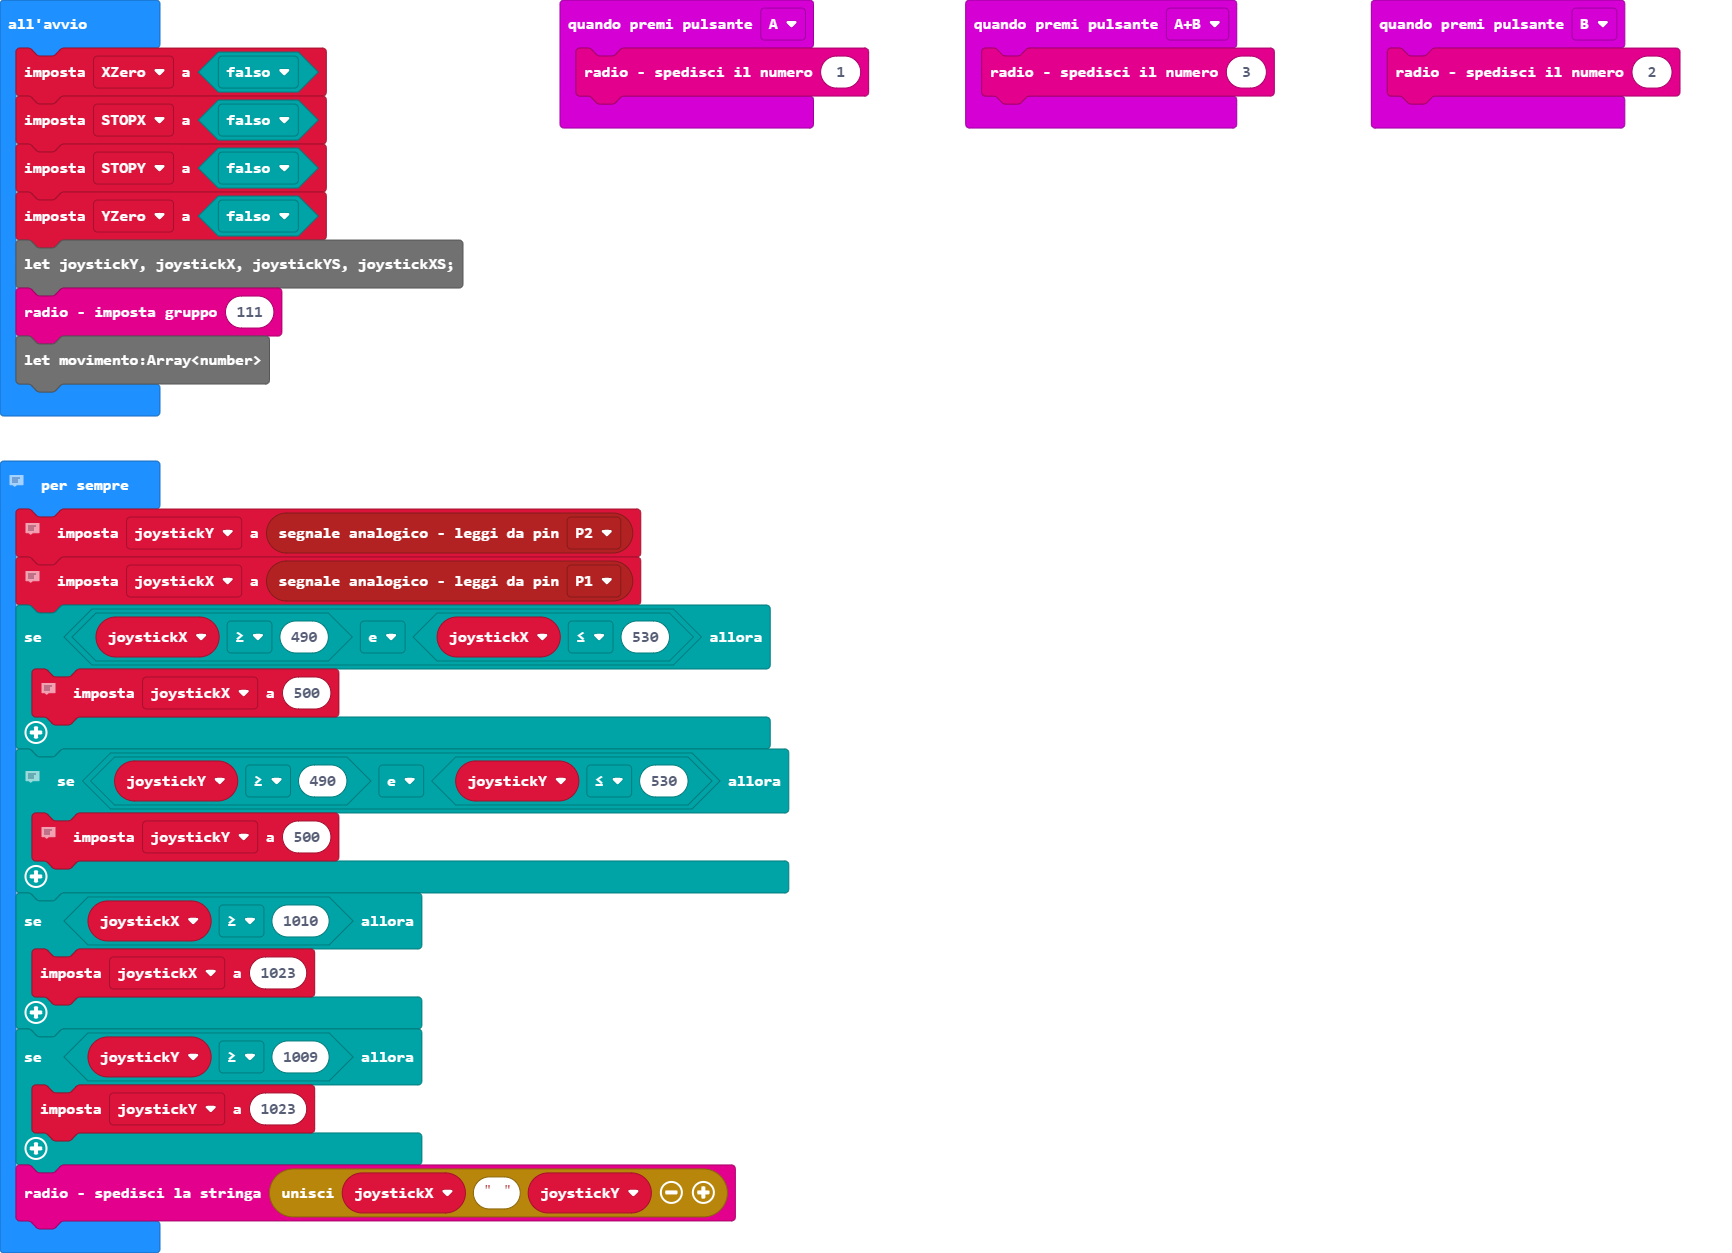 all'avvio
imposta XZero a falso
imposta STOPX a falso
imposta STOPY a falso
imposta YZero a falso
let joystickY, joystickX, joystickYS, joystickXS;
radio - imposta gruppo 111
let movimento:Array<number>
quando premi pulsante A
radio - spedisci il numero 1
quando premi pulsante A+B
radio - spedisci il numero 3
quando premi pulsante B
radio - spedisci il numero 2
per sempre
imposta joystickY a segnale analogico - leggi da pin P2
imposta joystickX a segnale analogico - leggi da pin P1
se joystickX ≥ 490 e joystickX ≤ 530 allora
imposta joystickX a 500
se joystickY ≥ 490 e joystickY ≤ 530 allora
imposta joystickY a 500
se joystickX ≥ 1010 allora
imposta joystickX a 1023
se joystickY ≥ 1009 allora
imposta joystickY a 1023
radio - spedisci la stringa unisci joystickX " " joystickY